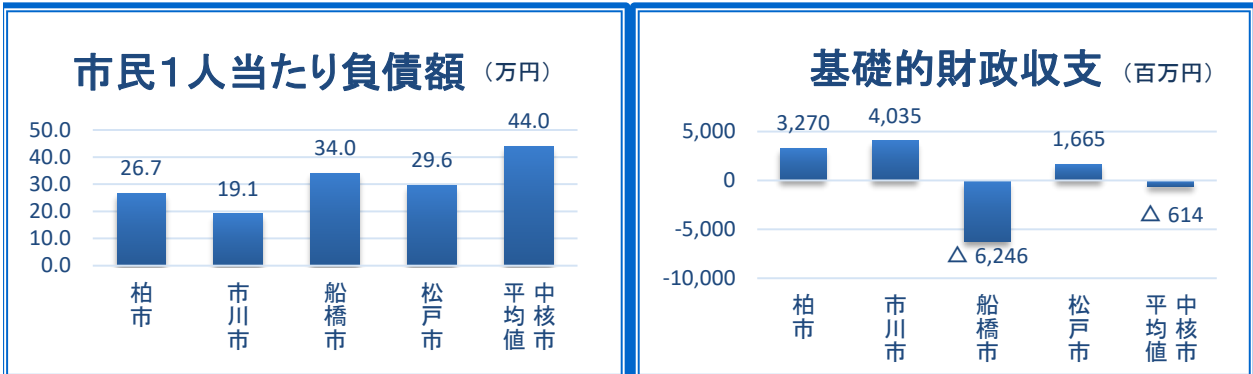 市民１人当たり負債額 （万円）
50.0
40.0
30.0
20.0
10.0
0.0
26.7
19.1
34.0
29.6
44.0
柏市
市川市
船橋市
松戸市
中核市
平均値
基礎的財政収支 （百万円）
5,000
0
-5,000
-10,000
3,270
4,035
△ 6,246
1,665
△ 614
柏市
市川市
船橋市
松戸市
中核市
平均値